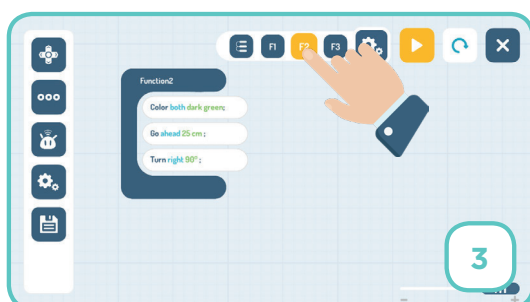 F1 F2 F3
Function2
Color both dark green;
Go ahead 25 cm ;
Turn right 90° ;
3